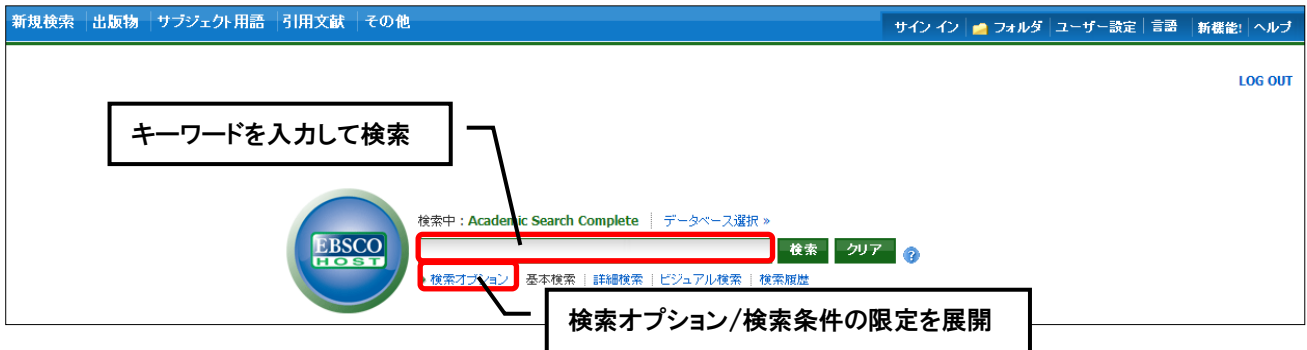 新規検索 出版物 サブジェクト用語 引用文献 その他 サイン イン フォルダ ユーザー設定 言語 新機能! ヘルプ
LOG OUT
キーワードを入力して検索
検索中：Academic Search Complete データベース選択 »
EBSCO
HOST
検索 クリア ?
検索オプション 基本検索 詳細検索 ビジュアル検索 検索履歴
検索オプション/検索条件の限定を展開